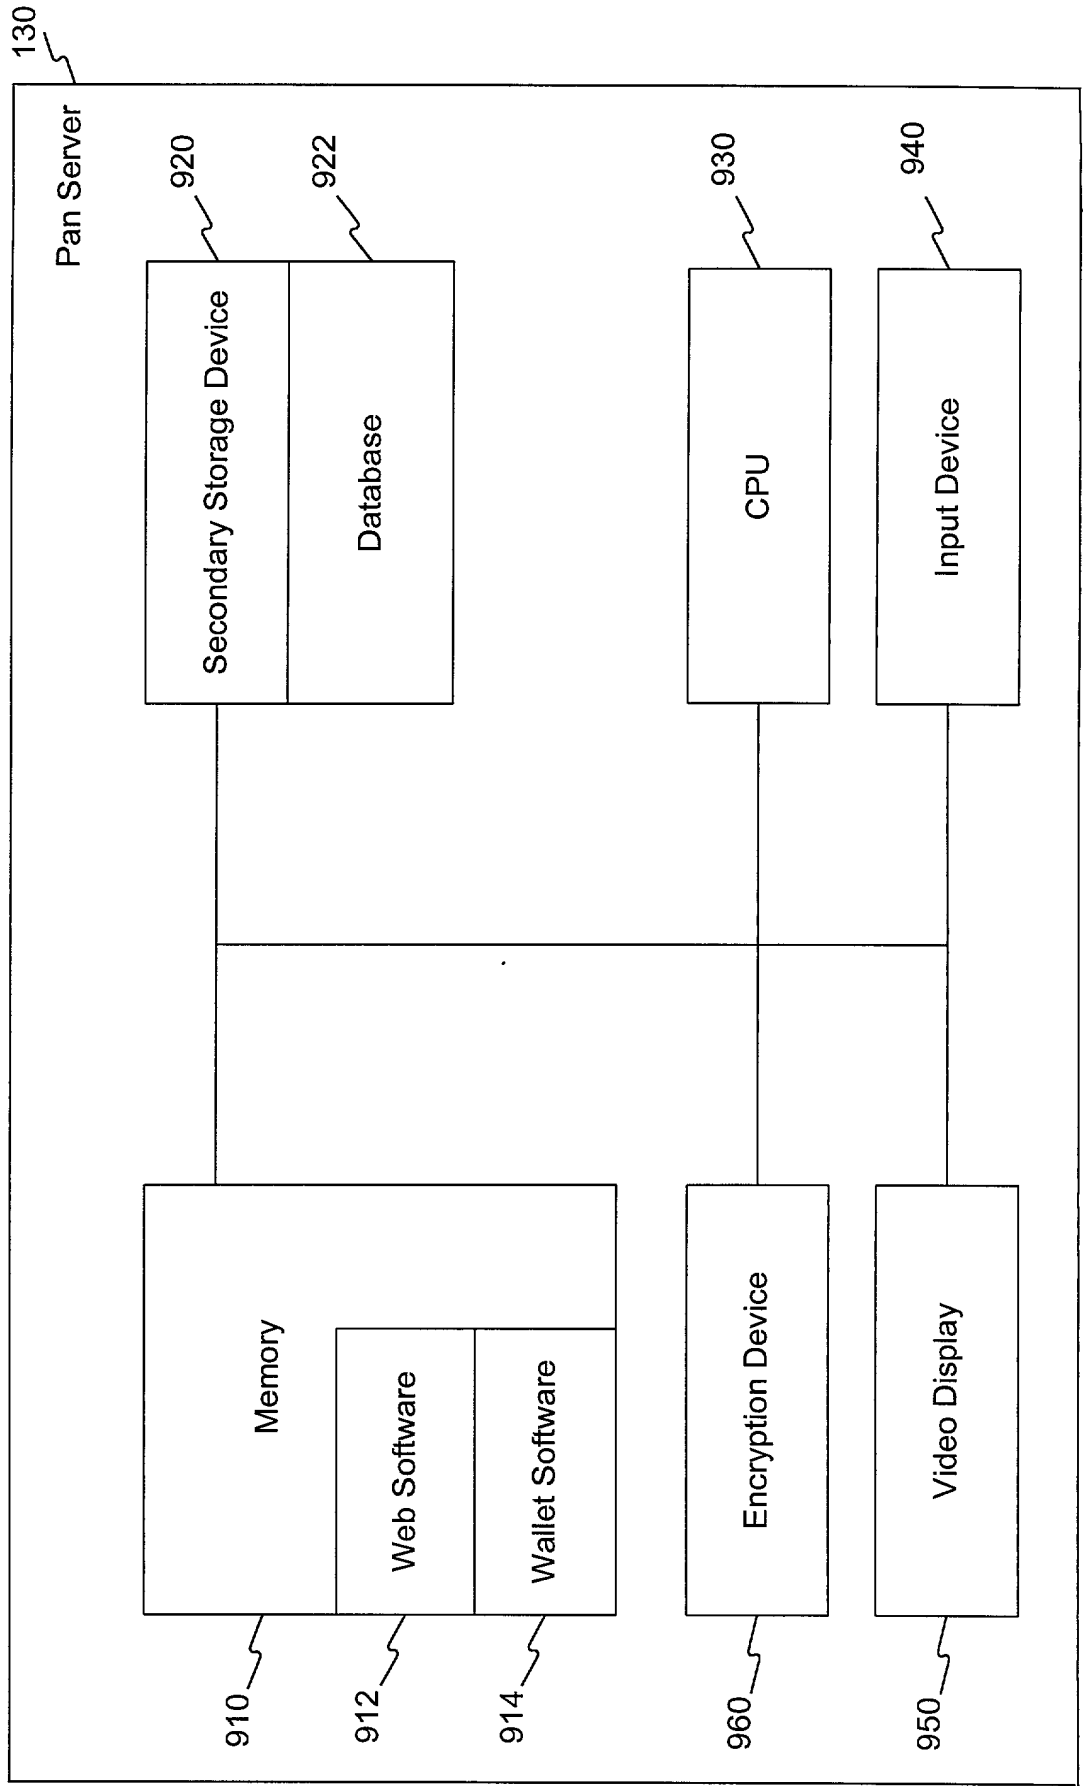 130
Pan Server
910
Memory
912
Web Software
914
Wallet Software
Secondary Storage Device
920
Database
922
960
Encryption Device
CPU
930
950
Video Display
Input Device
940